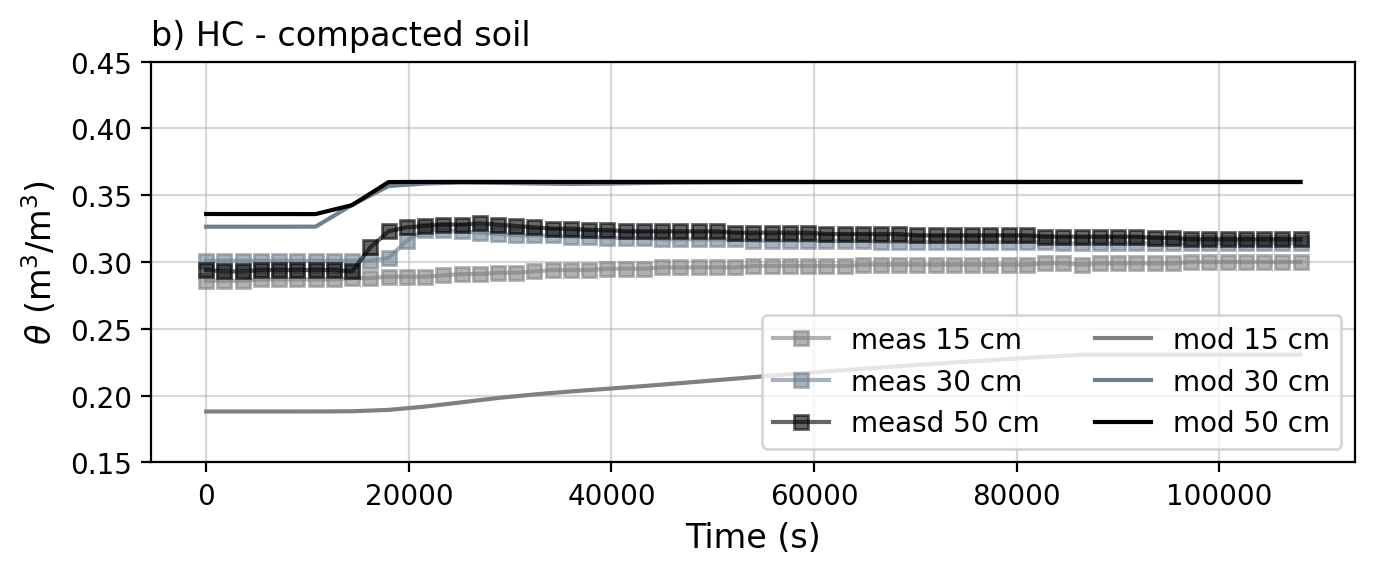 b) HC - compacted soil
0.45
0.40
0.35
0.30
0.25
0.20
0.15
θ (m³/m³)
meas 15 cm
meas 30 cm
measd 50 cm
mod 15 cm
mod 30 cm
mod 50 cm
0 20000 40000 60000 80000 100000
Time (s)